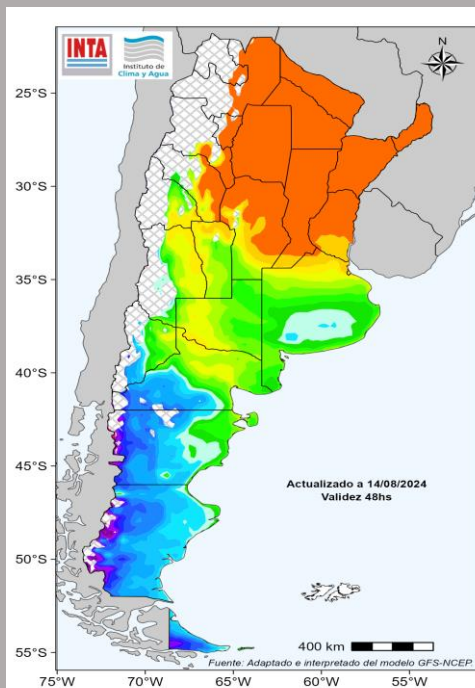 INTA
Instituto de
Clima y Agua
N
25°S
30°S
35°S
40°S
45°S
50°S
55°S
Actualizado a 14/08/2024
Validez 48hs
400 km
Fuente: Adaptado e interpretado del modelo GFS-NCEP.
75°W
70°W
65°W
60°W
55°W